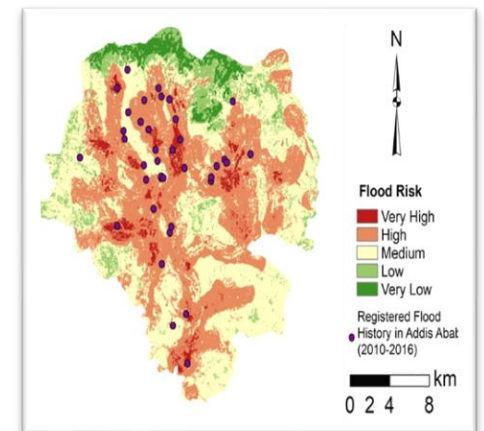 N
Flood Risk
Very High
High
Medium
Low
Very Low
Registered Flood
History in Addis Abat
(2010-2016)
km
0 2 4 8